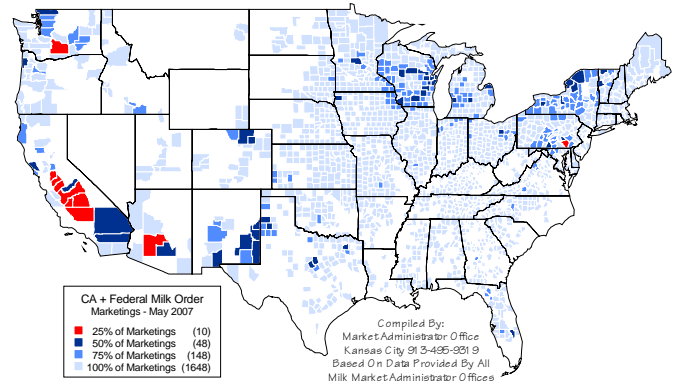 CA + Federal Milk Order
Marketings - May 2007
25% of Marketings (10)
50% of Marketings (48)
75% of Marketings (148)
100% of Marketings (1648)
Compiled By:
Market Administrator Office
Kansas City 913-495-9319
Based On Data Provided By All
Milk Market Administrator Offices